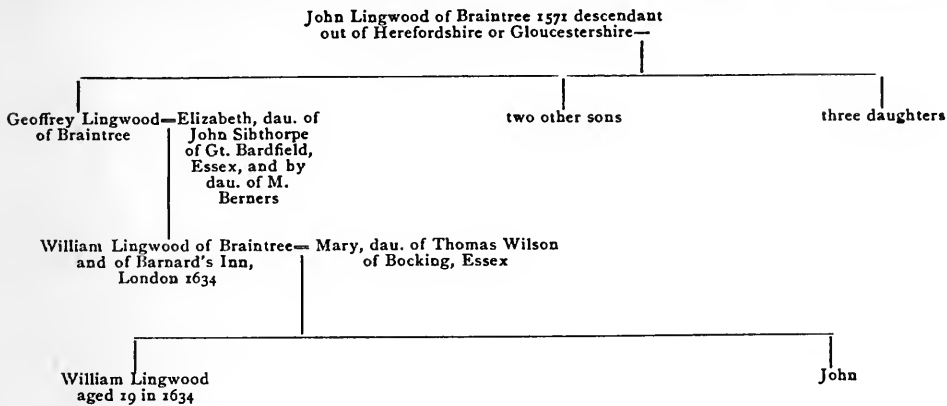 John Lingwood of Braintree 1571 descendant
out of Herefordshire or Gloucestershire—
Geoffrey Lingwood
of Braintree
=Elizabeth, dau. of
John Sibthorpe
of Gt. Bardfield,
Essex, and by
dau. of M.
Berners
two other sons
three daughters
William Lingwood of Braintree=
and of Barnard's Inn,
London 1634
Mary, dau. of Thomas Wilson
of Bocking, Essex
William Lingwood
aged 19 in 1634
John